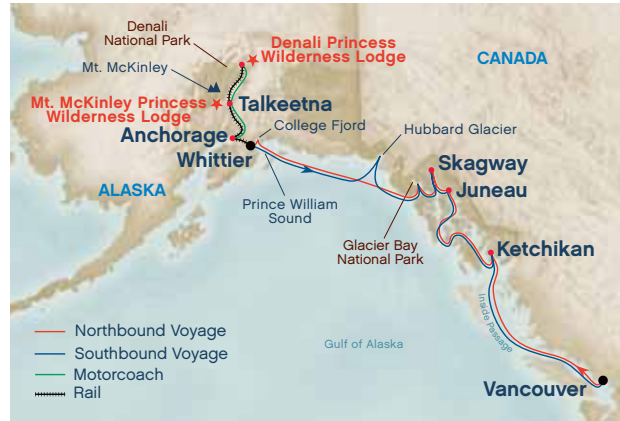 Denali
National Park
Denali Princess
Wilderness Lodge
CANADA
Mt. McKinley
Mt. McKinley Princess
Wilderness Lodge
Talkeetna
College Fjord
Hubbard Glacier
Anchorage
Whittier
Skagway
Juneau
ALASKA
Prince William
Sound
Glacier Bay
National Park
Ketchikan
Inside Passage
Northbound Voyage
Southbound Voyage
Motorcoach
Rail
Gulf of Alaska
Vancouver